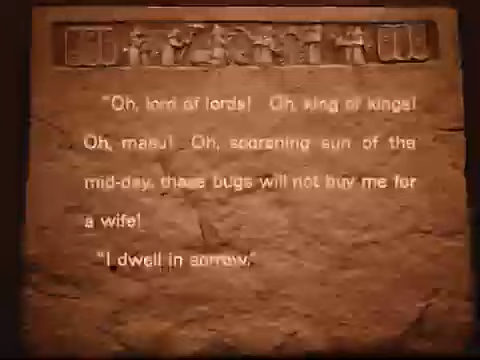 "Oh, lord of lords! Oh, king of kings!
Oh, masu! Oh, scorching sun of the
mid-day, these bugs will not buy me for
a wife!
"I dwell in sorrow."